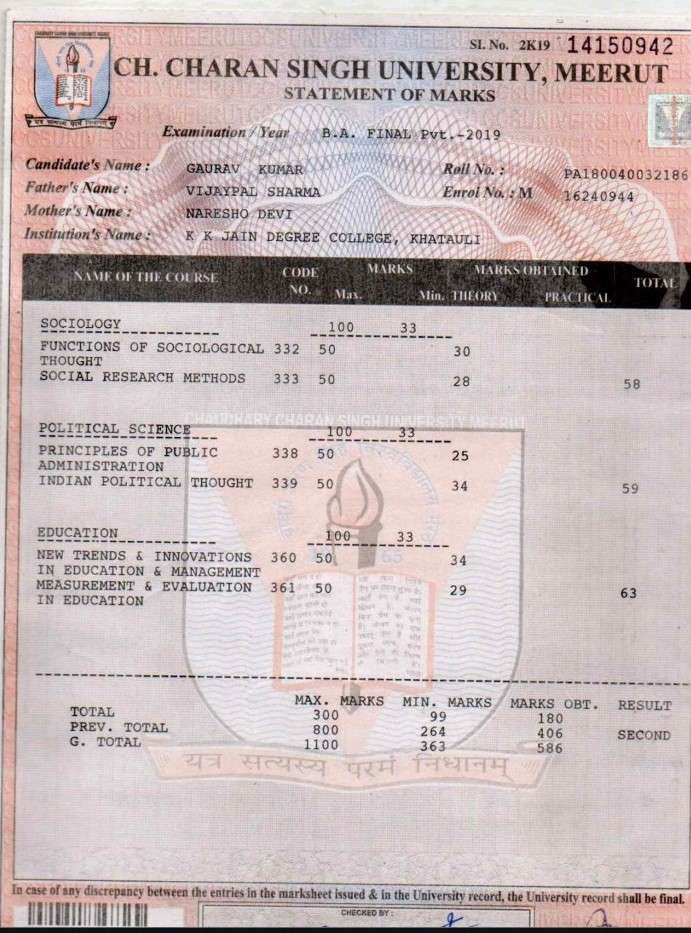 Sl. No. 2K19 14150942
CH. CHARAN SINGH UNIVERSITY, MEERUT
STATEMENT OF MARKS
Examination / Year B.A. FINAL Pvt.-2019
Candidate's Name : GAURAV KUMAR Roll No. : PA180040032186
Father's Name : VIJAYPAL SHARMA Enrol No. : M 16240944
Mother's Name : NARESHO DEVI
Institution's Name : K K JAIN DEGREE COLLEGE, KHATAULI
NAME OF THE COURSE CODE NO. MARKS Max. Min. MARKS OBTAINED THEORY PRACTICAL TOTAL
SOCIOLOGY 100 33
FUNCTIONS OF SOCIOLOGICAL 332 50 30
THOUGHT
SOCIAL RESEARCH METHODS 333 50 28 58
CHAUDHARY CHARAN SINGH UNIVERSITY MEERUT
POLITICAL SCIENCE 100 33
PRINCIPLES OF PUBLIC 338 50 25
ADMINISTRATION
INDIAN POLITICAL THOUGHT 339 50 34 59
EDUCATION 100 33
NEW TRENDS & INNOVATIONS 360 50 34
IN EDUCATION & MANAGEMENT
MEASUREMENT & EVALUATION 361 50 29 63
IN EDUCATION
MAX. MARKS MIN. MARKS MARKS OBT. RESULT
TOTAL 300 99 180
PREV. TOTAL 800 264 406 SECOND
G. TOTAL 1100 363 586
यत्र सत्यस्य परमं निधानम्
In case of any discrepancy between the entries in the marksheet issued & in the University record, the University record shall be final.
CHECKED BY :